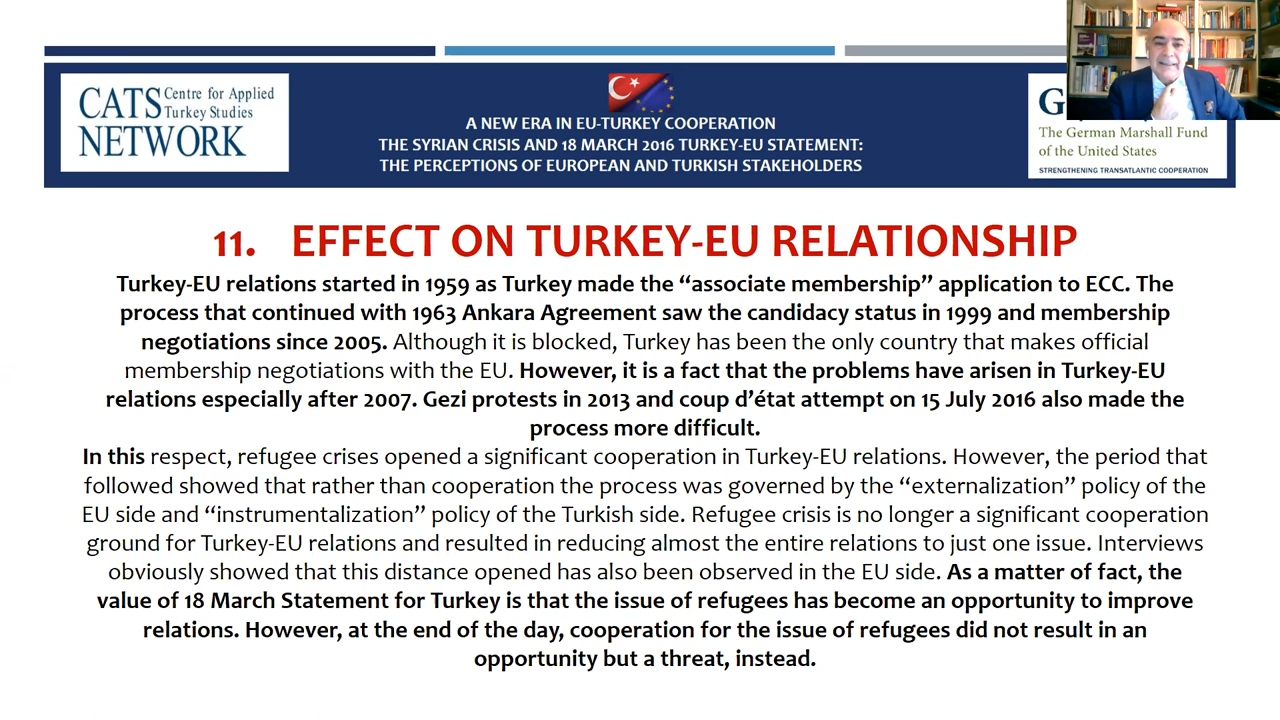 CATS Centre for Applied
Turkey Studies
NETWORK
A NEW ERA IN EU-TURKEY COOPERATION
THE SYRIAN CRISIS AND 18 MARCH 2016 TURKEY-EU STATEMENT:
THE PERCEPTIONS OF EUROPEAN AND TURKISH STAKEHOLDERS
G
The German Marshall Fund
of the United States
STRENGTHENING TRANSATLANTIC COOPERATION
11. EFFECT ON TURKEY-EU RELATIONSHIP
Turkey-EU relations started in 1959 as Turkey made the “associate membership” application to ECC. The
process that continued with 1963 Ankara Agreement saw the candidacy status in 1999 and membership
negotiations since 2005. Although it is blocked, Turkey has been the only country that makes official
membership negotiations with the EU. However, it is a fact that the problems have arisen in Turkey-EU
relations especially after 2007. Gezi protests in 2013 and coup d’état attempt on 15 July 2016 also made the
process more difficult.
In this respect, refugee crises opened a significant cooperation in Turkey-EU relations. However, the period that
followed showed that rather than cooperation the process was governed by the “externalization” policy of the
EU side and “instrumentalization” policy of the Turkish side. Refugee crisis is no longer a significant cooperation
ground for Turkey-EU relations and resulted in reducing almost the entire relations to just one issue. Interviews
obviously showed that this distance opened has also been observed in the EU side. As a matter of fact, the
value of 18 March Statement for Turkey is that the issue of refugees has become an opportunity to improve
relations. However, at the end of the day, cooperation for the issue of refugees did not result in an
opportunity but a threat, instead.